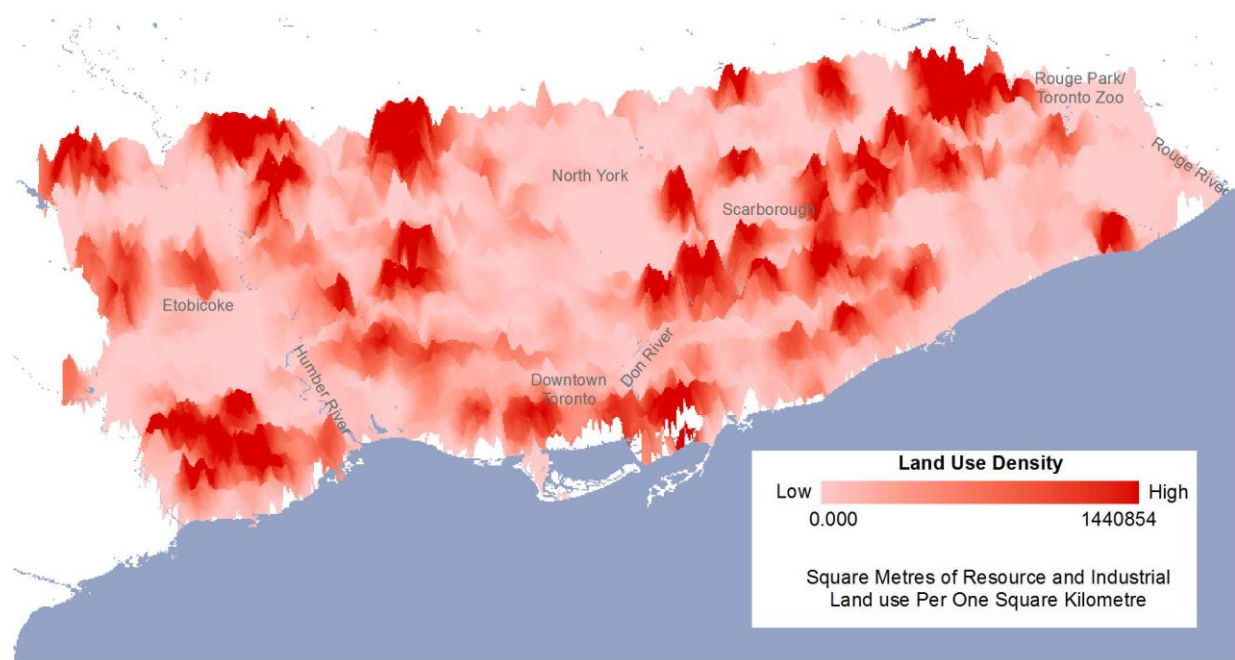 Rouge Park/
Toronto Zoo
Rouge River
North York
Scarborough
Etobicoke
Humber River
Don River
Downtown
Toronto
Land Use Density
Low High
0.000 1440854
Square Metres of Resource and Industrial
Land use Per One Square Kilometre